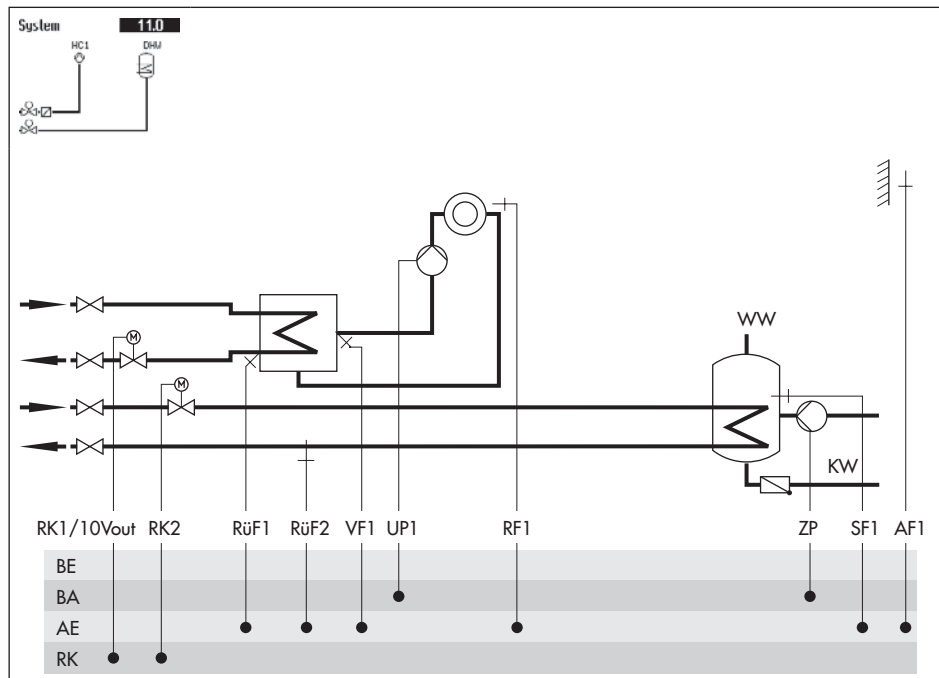 System 11.0
HC1 DHW
M
M
WW
KW
RK1/10Vout RK2 RüF1 RüF2 VF1 UP1 RF1 ZP SF1 AF1
BE
BA
AE
RK